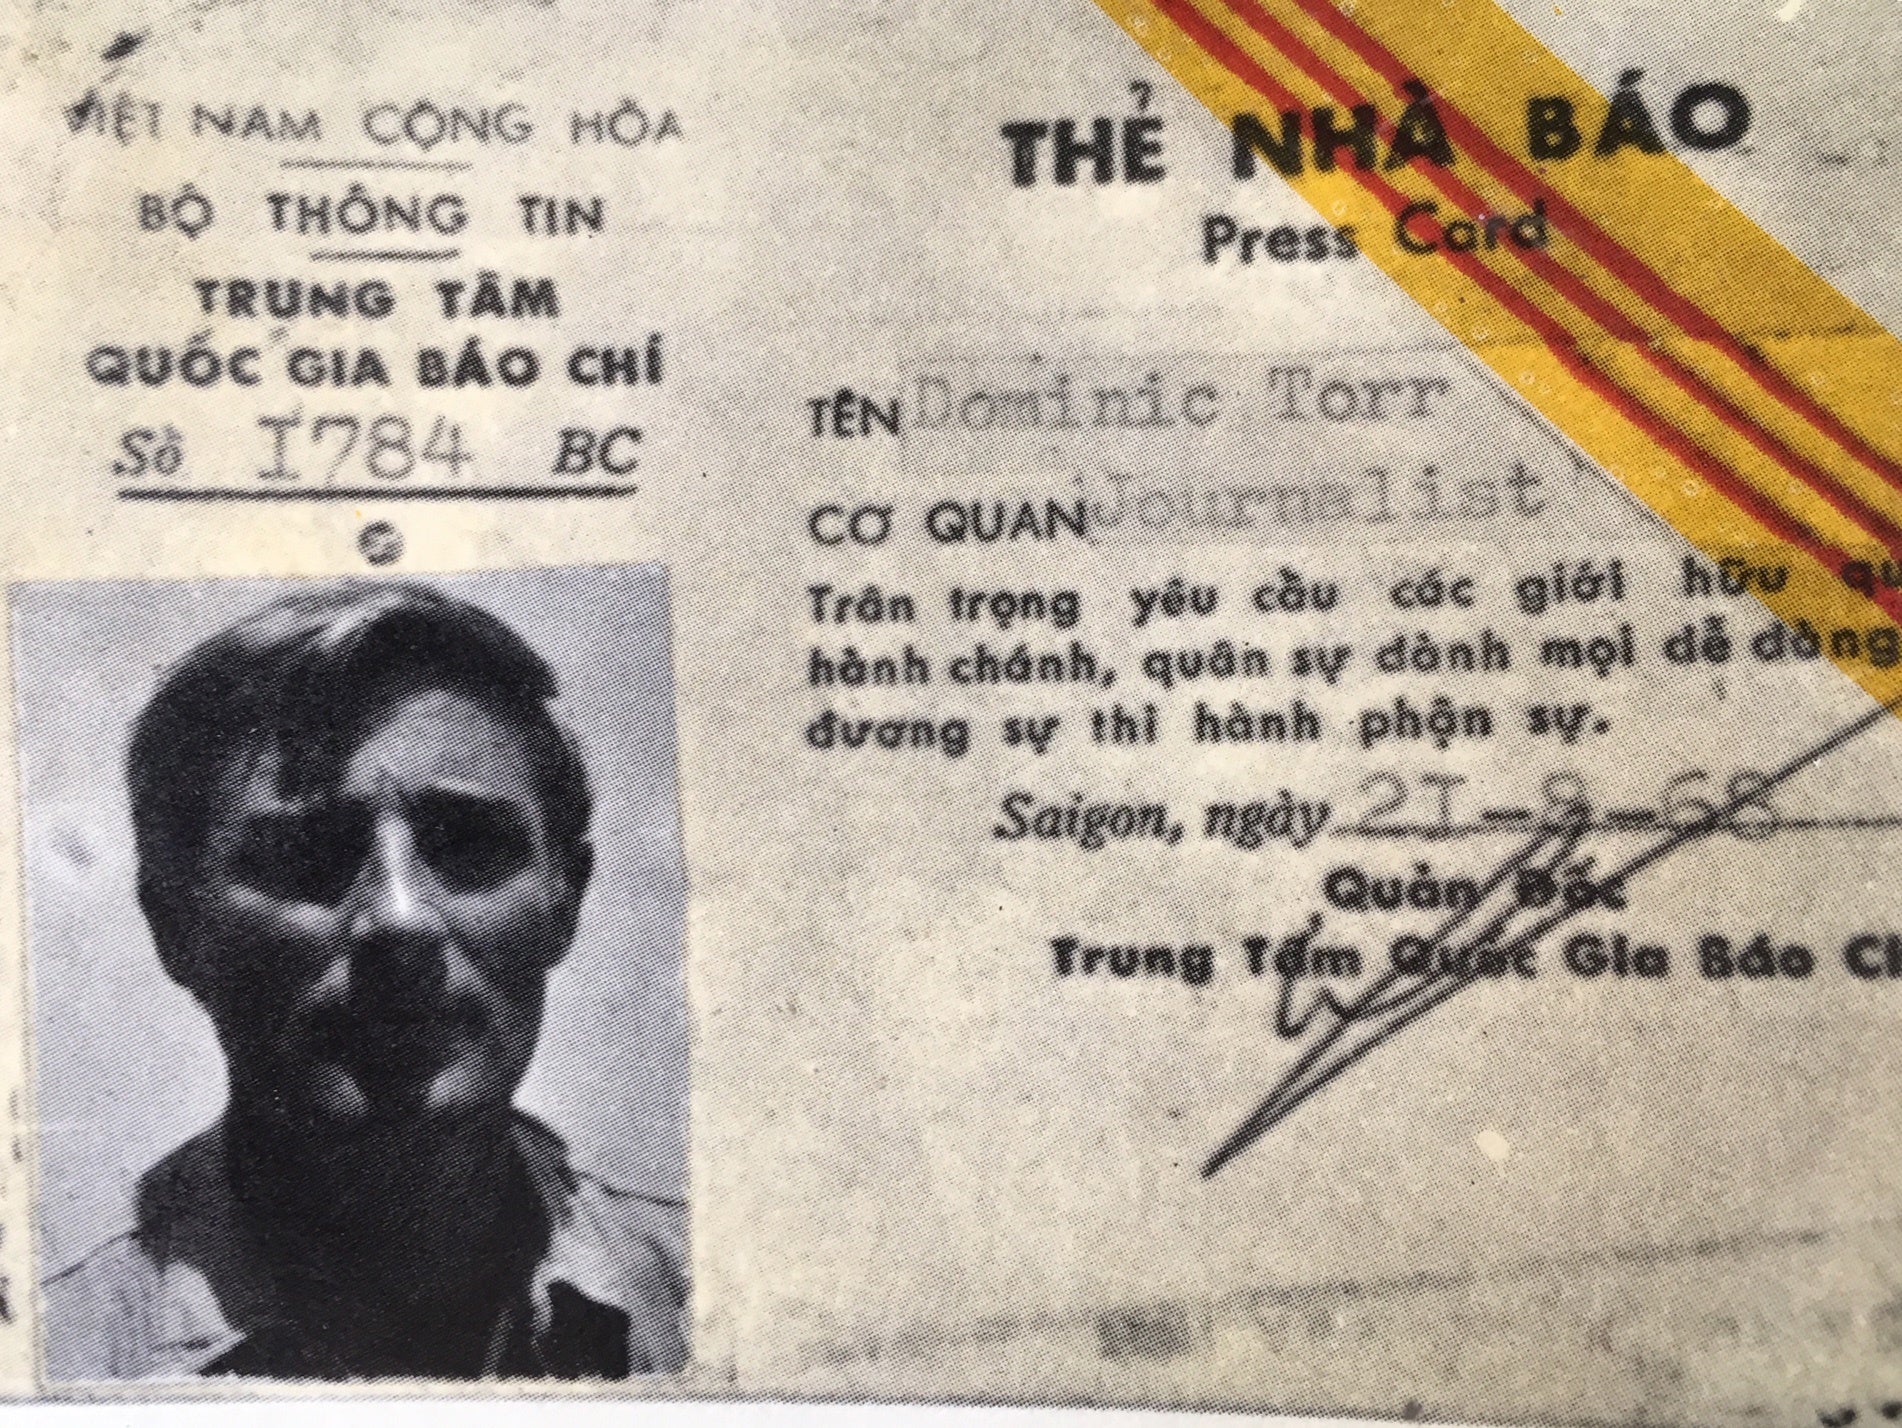 VIỆT NAM CỘNG HÒA
BỘ THÔNG TIN
TRUNG TÂM
QUỐC GIA BÁO CHÍ
Số I784 BC
THẺ NHÀ BÁO
Press Card
TÊN Dominic Torr
CƠ QUAN Journalist
Trân trọng yêu cầu các giới hữu
hành chánh, quân sự dành mọi dễ dàng
đương sự thi hành phận sự.
Saigon, ngày 2I-8-68
Quản Đốc
Trung Tâm Quốc Gia Báo